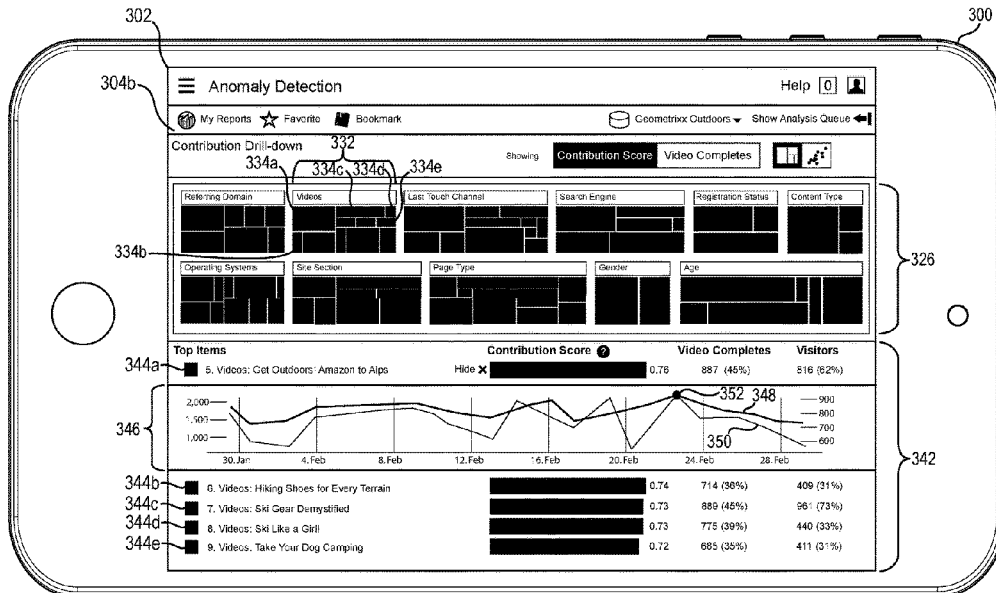 302
300
304b
Anomaly Detection
Help 0
My Reports Favorite Bookmark
Geometrixx Outdoors Show Analysis Queue
Contribution Drill-down
332
Showing Contribution Score Video Completes
334a 334c 334d 334e
Referring Domain Videos Last Touch Channel Search Engine Registration Status Content Type
334b
326
Operating Systems Site Section Page Type Gender Age
Top Items Contribution Score ? Video Completes Visitors
344a
5. Videos: Get Outdoors: Amazon to Alps Hide X 0.76 887 (45%) 816 (62%)
352 348
2,000 900
1,500 800
1,000 700
600
346
350
30.Jan 4.Feb 8.Feb 12.Feb 16.Feb 20.Feb 24.Feb 28.Feb
342
344b 6. Videos: Hiking Shoes for Every Terrain 0.74 714 (36%) 409 (31%)
344c 7. Videos: Ski Gear Demystified 0.73 889 (45%) 961 (73%)
344d 8. Videos: Ski Like a Girl! 0.73 775 (39%) 440 (33%)
344e 9. Videos. Take Your Dog Camping 0.72 685 (35%) 411 (31%)